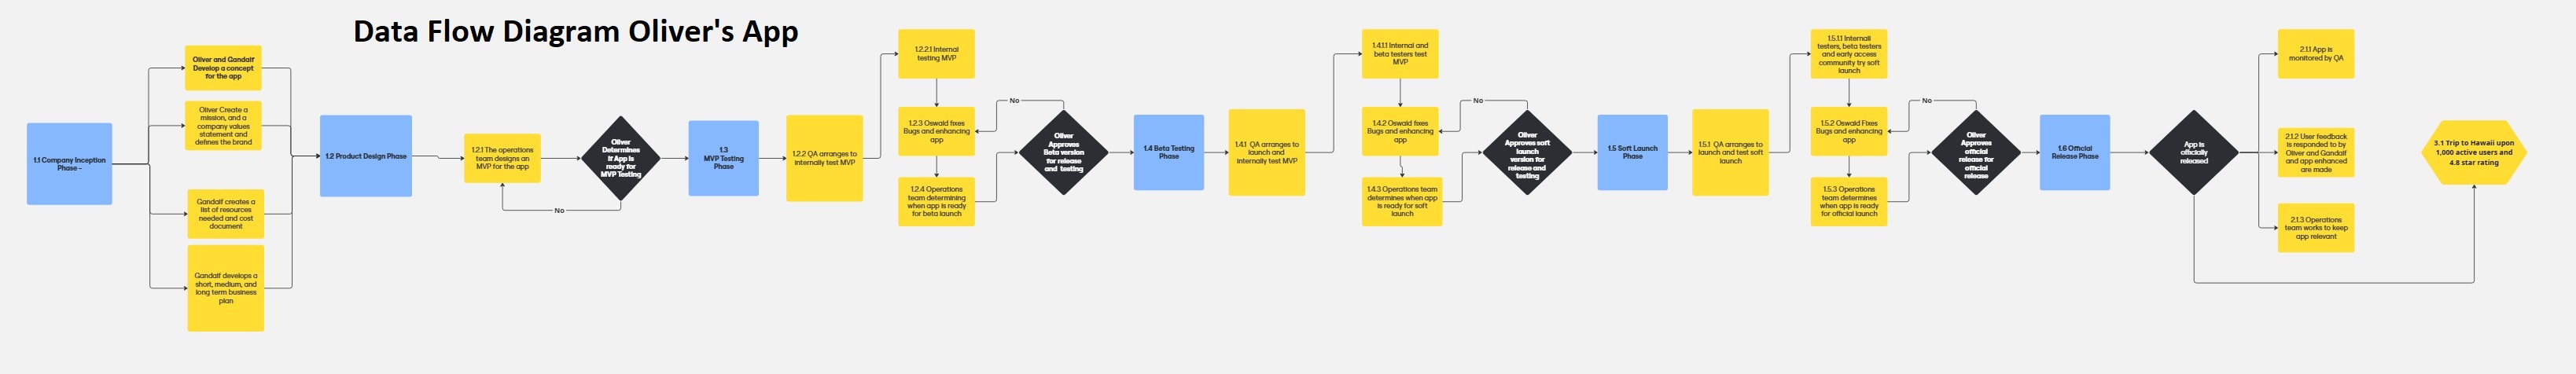 Data Flow Diagram Oliver's App
1.1 Company Inception
Phase –
Oliver and Gandalf
Develop a concept
for the app
Oliver Create a
mission, and a
company values
statement and
defines the brand
Gandalf creates a
list of resources
needed and cost
document
Gandalf develops a
short, medium, and
long term business
plan
1.2 Product Design Phase
1.2.1 The operations
team designs an
MVP for the app
Oliver
Determines
if App is
ready for
MVP Testing
No
1.3
MVP Testing
Phase
1.2.2 QA arranges to
internally test MVP
1.2.2.1 Internal
testing MVP
1.2.3 Oswald fixes
Bugs and enhancing
app
1.2.4 Operations
team determining
when app is ready
for beta launch
No
Oliver
Approves
Beta version
for release
and testing
1.4 Beta Testing
Phase
1.4.1 QA arranges to
launch and
internally test MVP
1.4.1.1 Internal and
beta testers test
MVP
1.4.2 Oswald fixes
Bugs and enhancing
app
1.4.3 Operations team
determines when app
is ready for soft
launch
No
Oliver
Approves soft
launch
version for
release and
testing
1.5 Soft Launch
Phase
1.5.1 QA arranges to
launch and test soft
launch
1.5.1.1 Internall
testers, beta testers
and early access
community try soft
launch
1.5.2 Oswald Fixes
Bugs and enhancing
app
1.5.3 Operations
team determines
when app is ready
for official launch
No
Oliver
Approves
official
release for
official
release
1.6 Official
Release Phase
App is
officially
released
2.1.1 App is
monitored by QA
2.1.2 User feedback
is responded to by
Oliver and Gandalf
and app enhanced
are made
2.1.3 Operations
team works to keep
app relevant
3.1 Trip to Hawaii upon
1,000 active users and
4.8 star rating